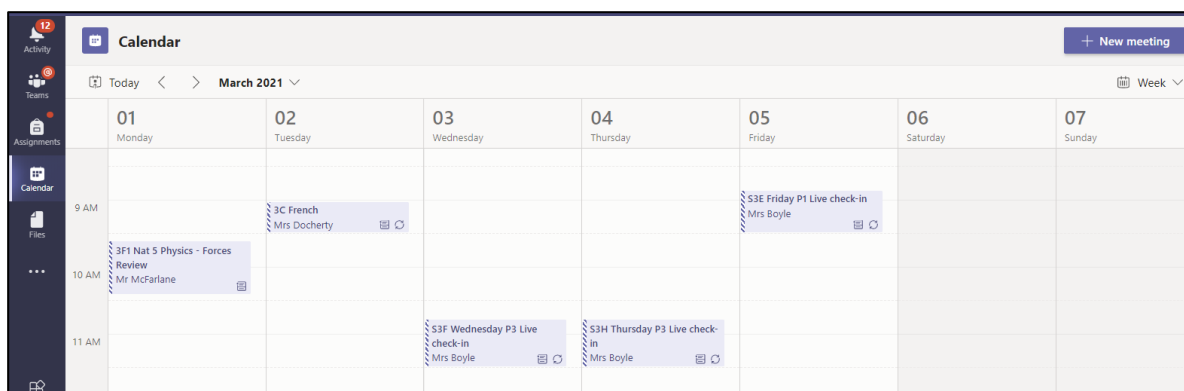 12
Activity
Calendar
+ New meeting
@
Teams
Today
March 2021
Week
Assignments
01
Monday
02
Tuesday
03
Wednesday
04
Thursday
05
Friday
06
Saturday
07
Sunday
Calendar
Files
9 AM
10 AM
11 AM
3F1 Nat 5 Physics - Forces
Review
Mr McFarlane
3C French
Mrs Docherty
S3F Wednesday P3 Live
check-in
Mrs Boyle
S3H Thursday P3 Live check-
in
Mrs Boyle
S3E Friday P1 Live check-in
Mrs Boyle